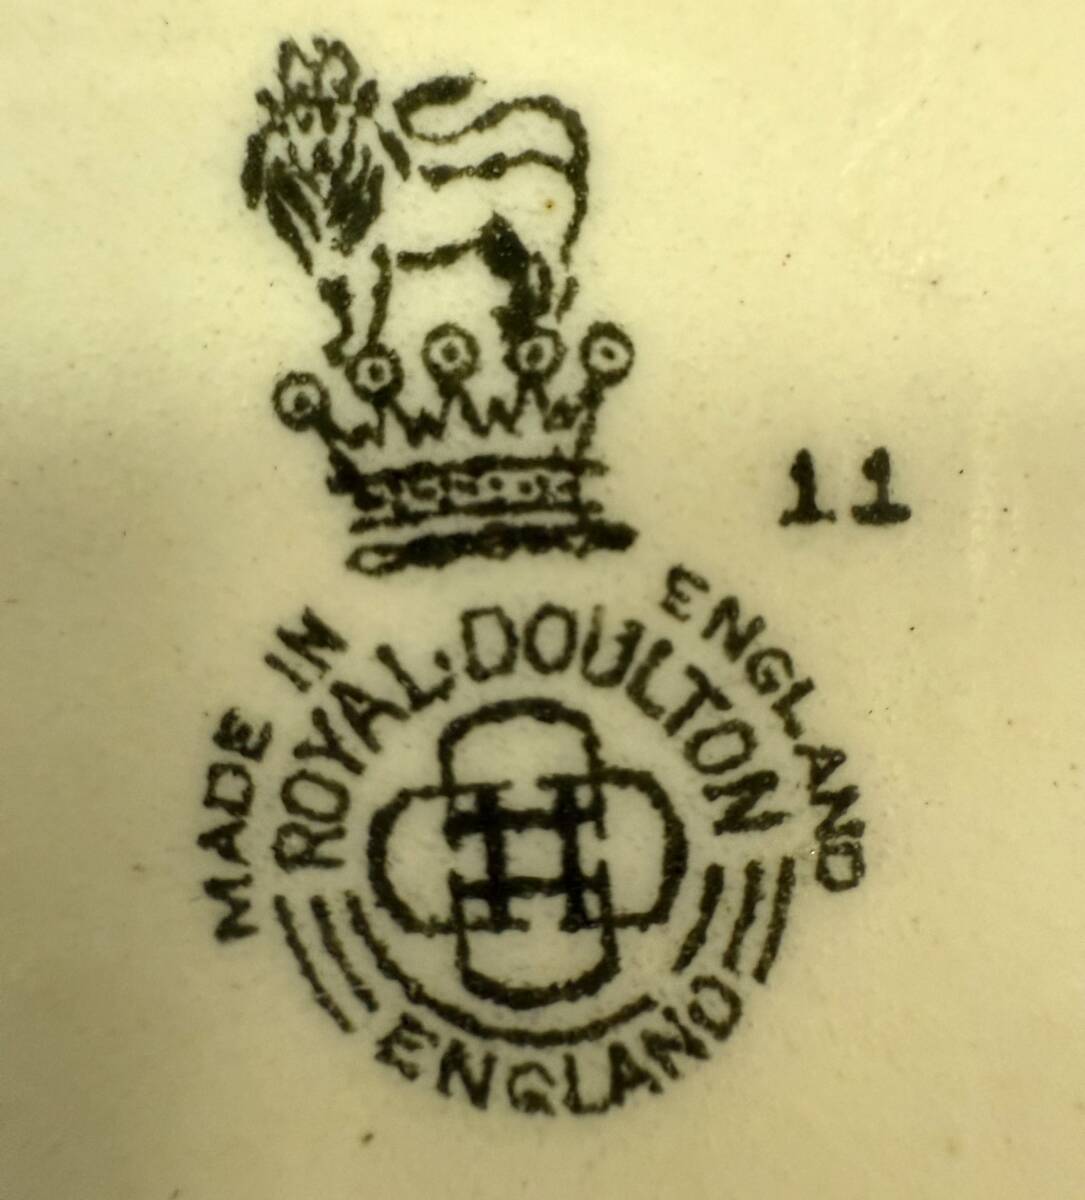 11
MADE IN ENGLAND
ROYAL·DOULTON
ENGLAND